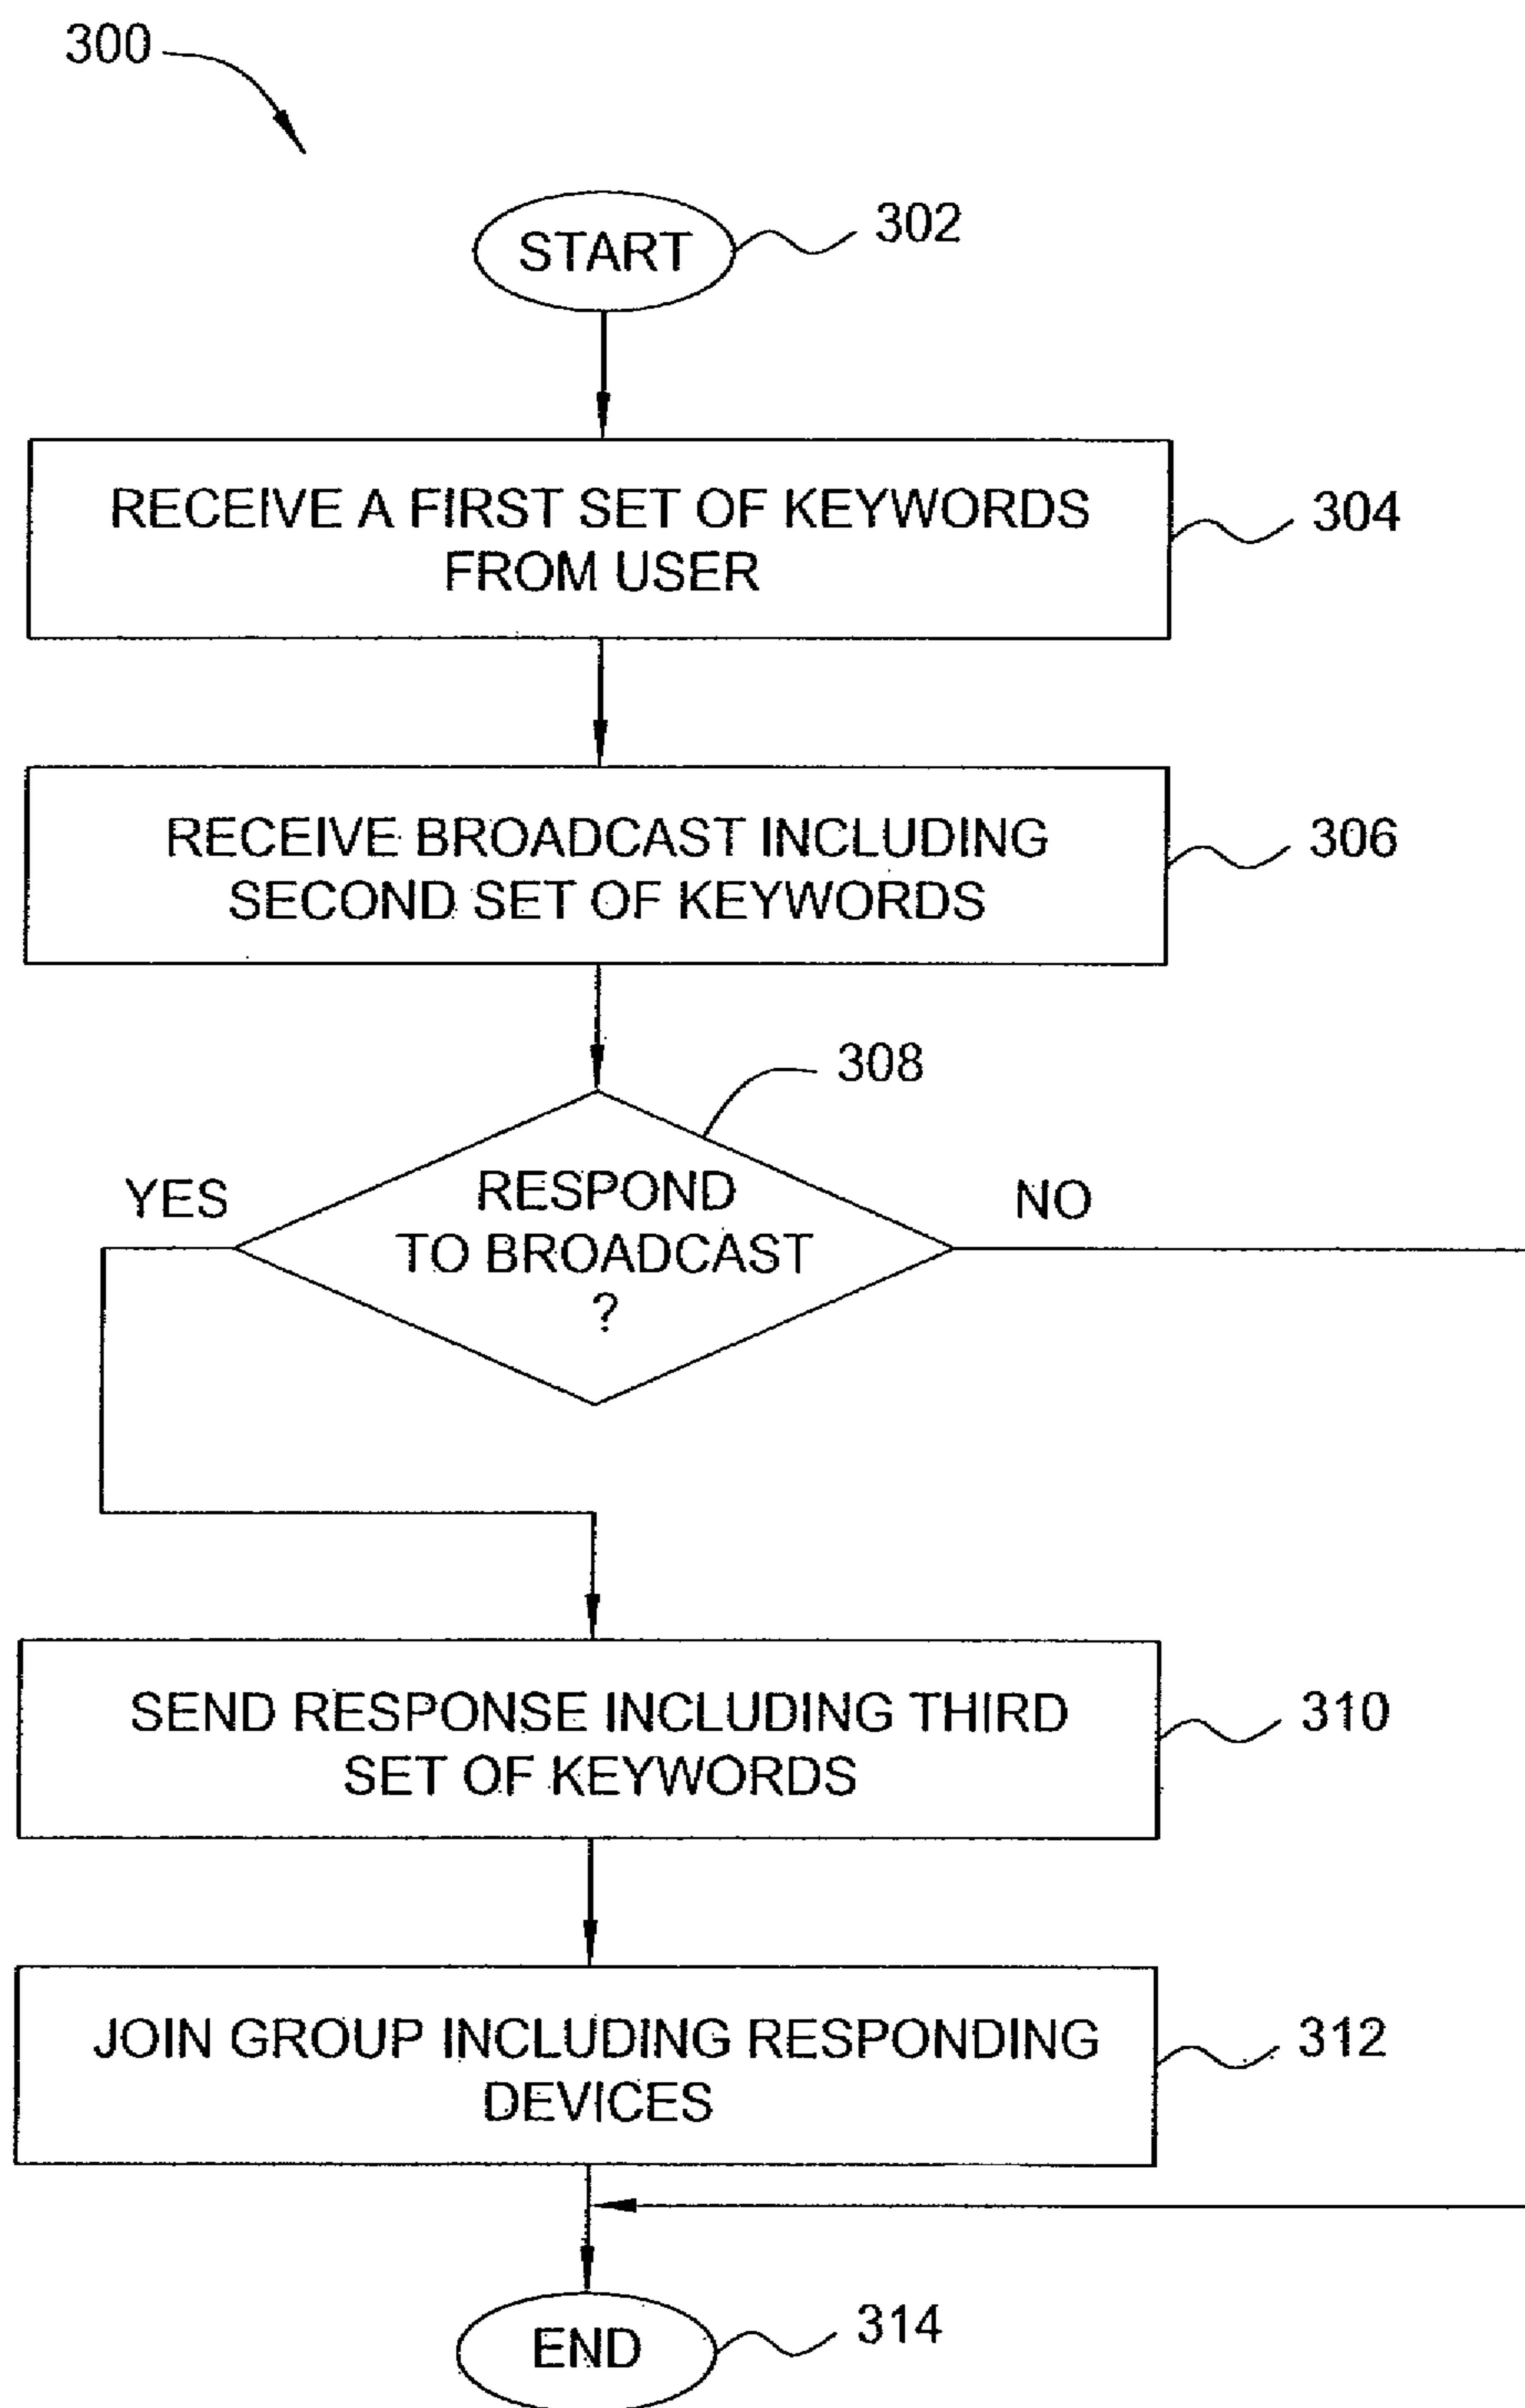 300
START
302
RECEIVE A FIRST SET OF KEYWORDS
FROM USER
304
RECEIVE BROADCAST INCLUDING
SECOND SET OF KEYWORDS
306
308
YES
RESPOND
TO BROADCAST
?
NO
SEND RESPONSE INCLUDING THIRD
SET OF KEYWORDS
310
JOIN GROUP INCLUDING RESPONDING
DEVICES
312
END
314